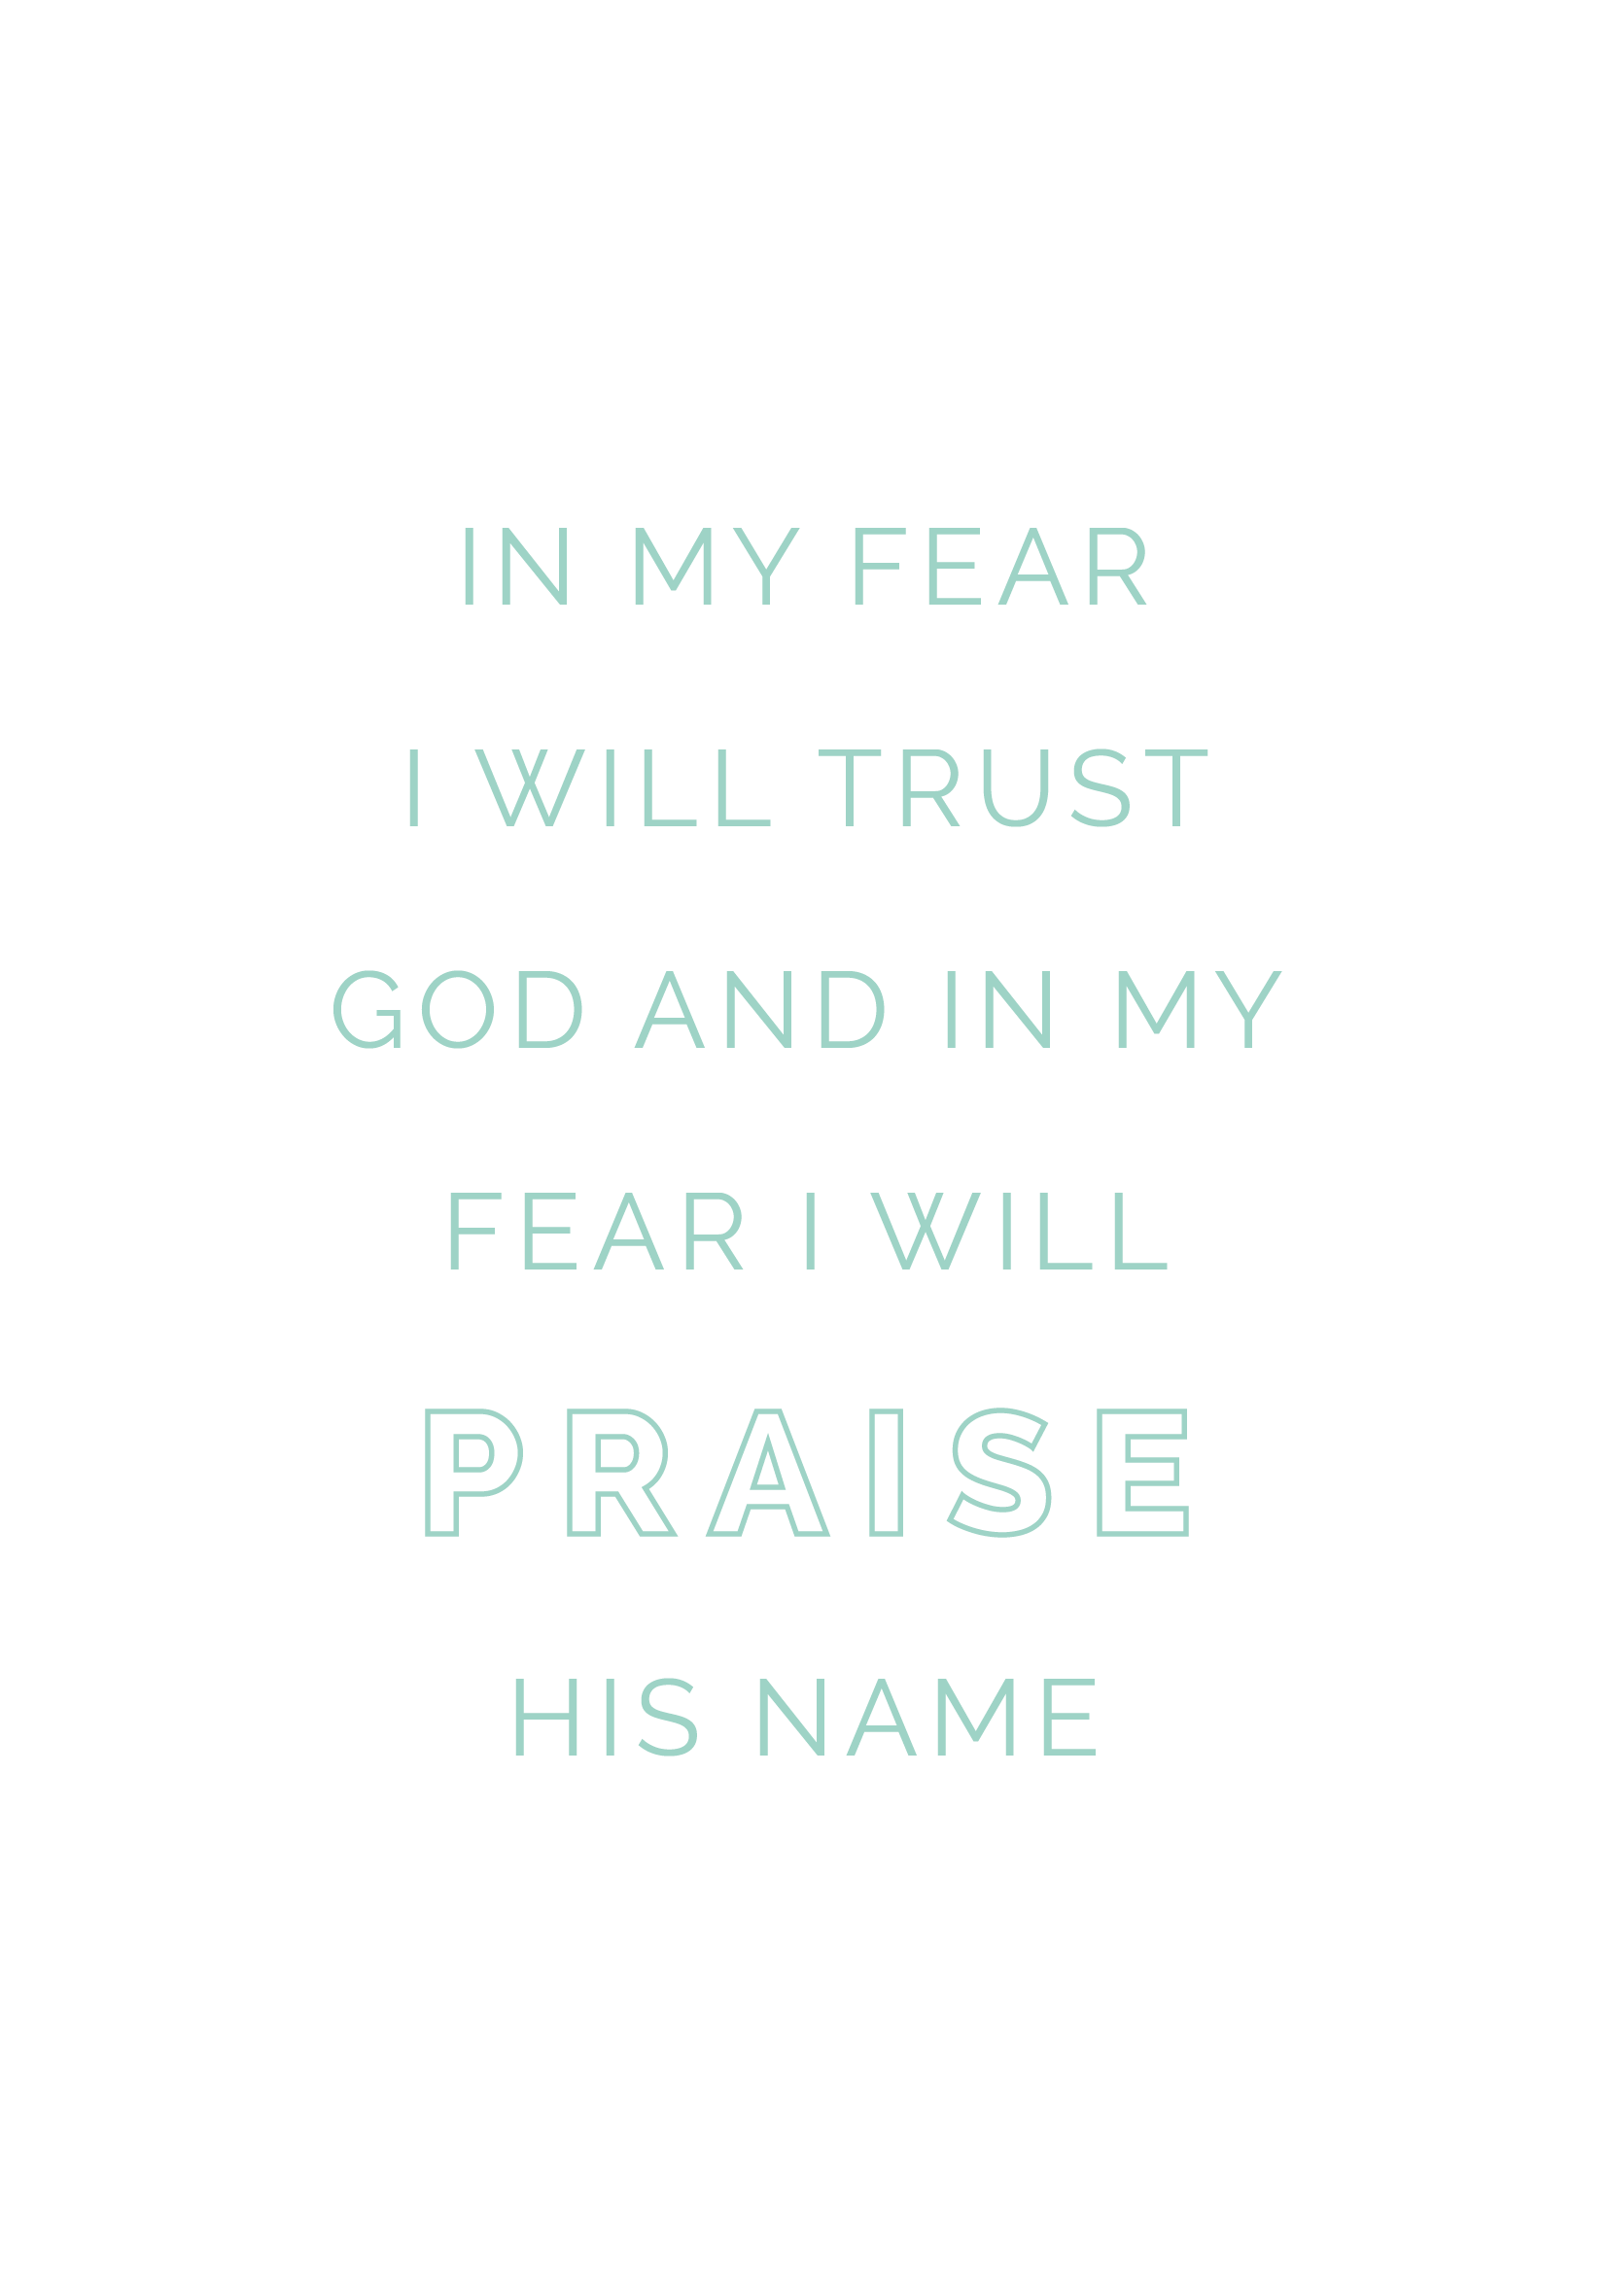 IN MY FEAR
I WILL TRUST
GOD AND IN MY
FEAR I WILL
PRAISE
HIS NAME